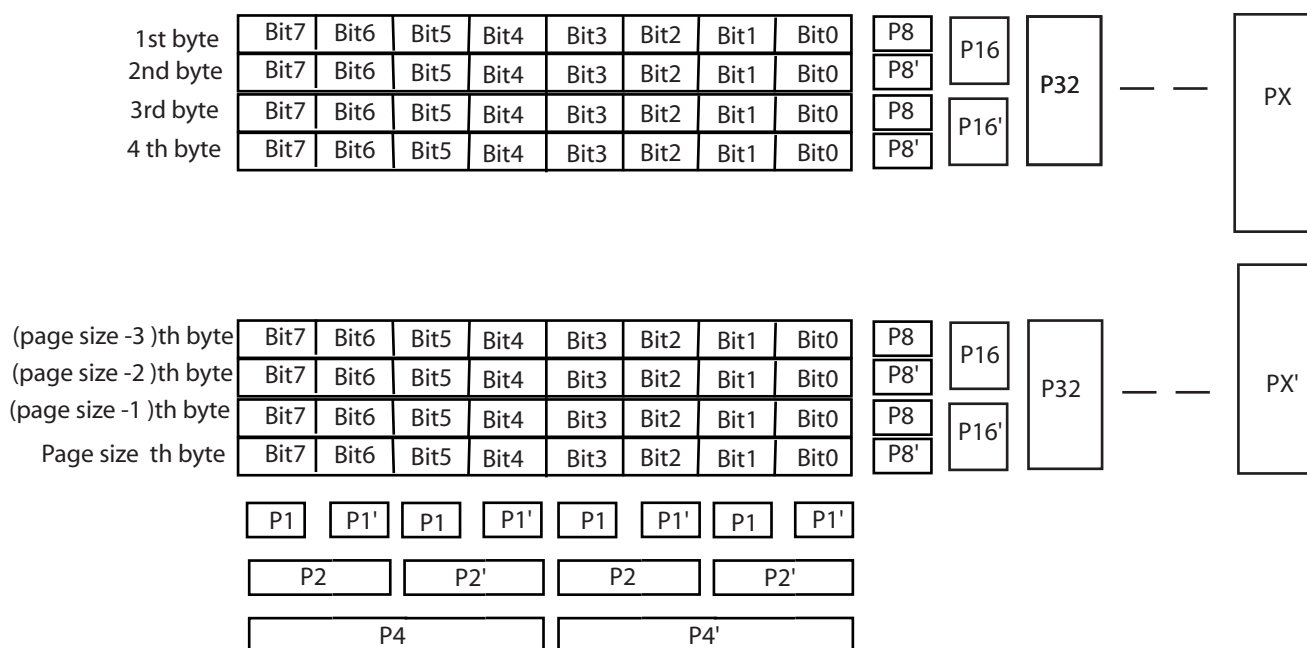 1st byte Bit7 Bit6 Bit5 Bit4 Bit3 Bit2 Bit1 Bit0 P8 P16 P32 PX
2nd byte Bit7 Bit6 Bit5 Bit4 Bit3 Bit2 Bit1 Bit0 P8'
3rd byte Bit7 Bit6 Bit5 Bit4 Bit3 Bit2 Bit1 Bit0 P8 P16'
4 th byte Bit7 Bit6 Bit5 Bit4 Bit3 Bit2 Bit1 Bit0 P8'
(page size -3 )th byte Bit7 Bit6 Bit5 Bit4 Bit3 Bit2 Bit1 Bit0 P8 P16 P32 PX'
(page size -2 )th byte Bit7 Bit6 Bit5 Bit4 Bit3 Bit2 Bit1 Bit0 P8'
(page size -1 )th byte Bit7 Bit6 Bit5 Bit4 Bit3 Bit2 Bit1 Bit0 P8 P16'
Page size th byte Bit7 Bit6 Bit5 Bit4 Bit3 Bit2 Bit1 Bit0 P8'
P1 P1' P1 P1' P1 P1' P1 P1'
P2 P2' P2 P2'
P4 P4'